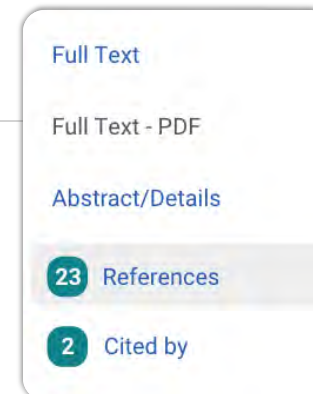 Full Text
Full Text - PDF
Abstract/Details
23 References
2 Cited by